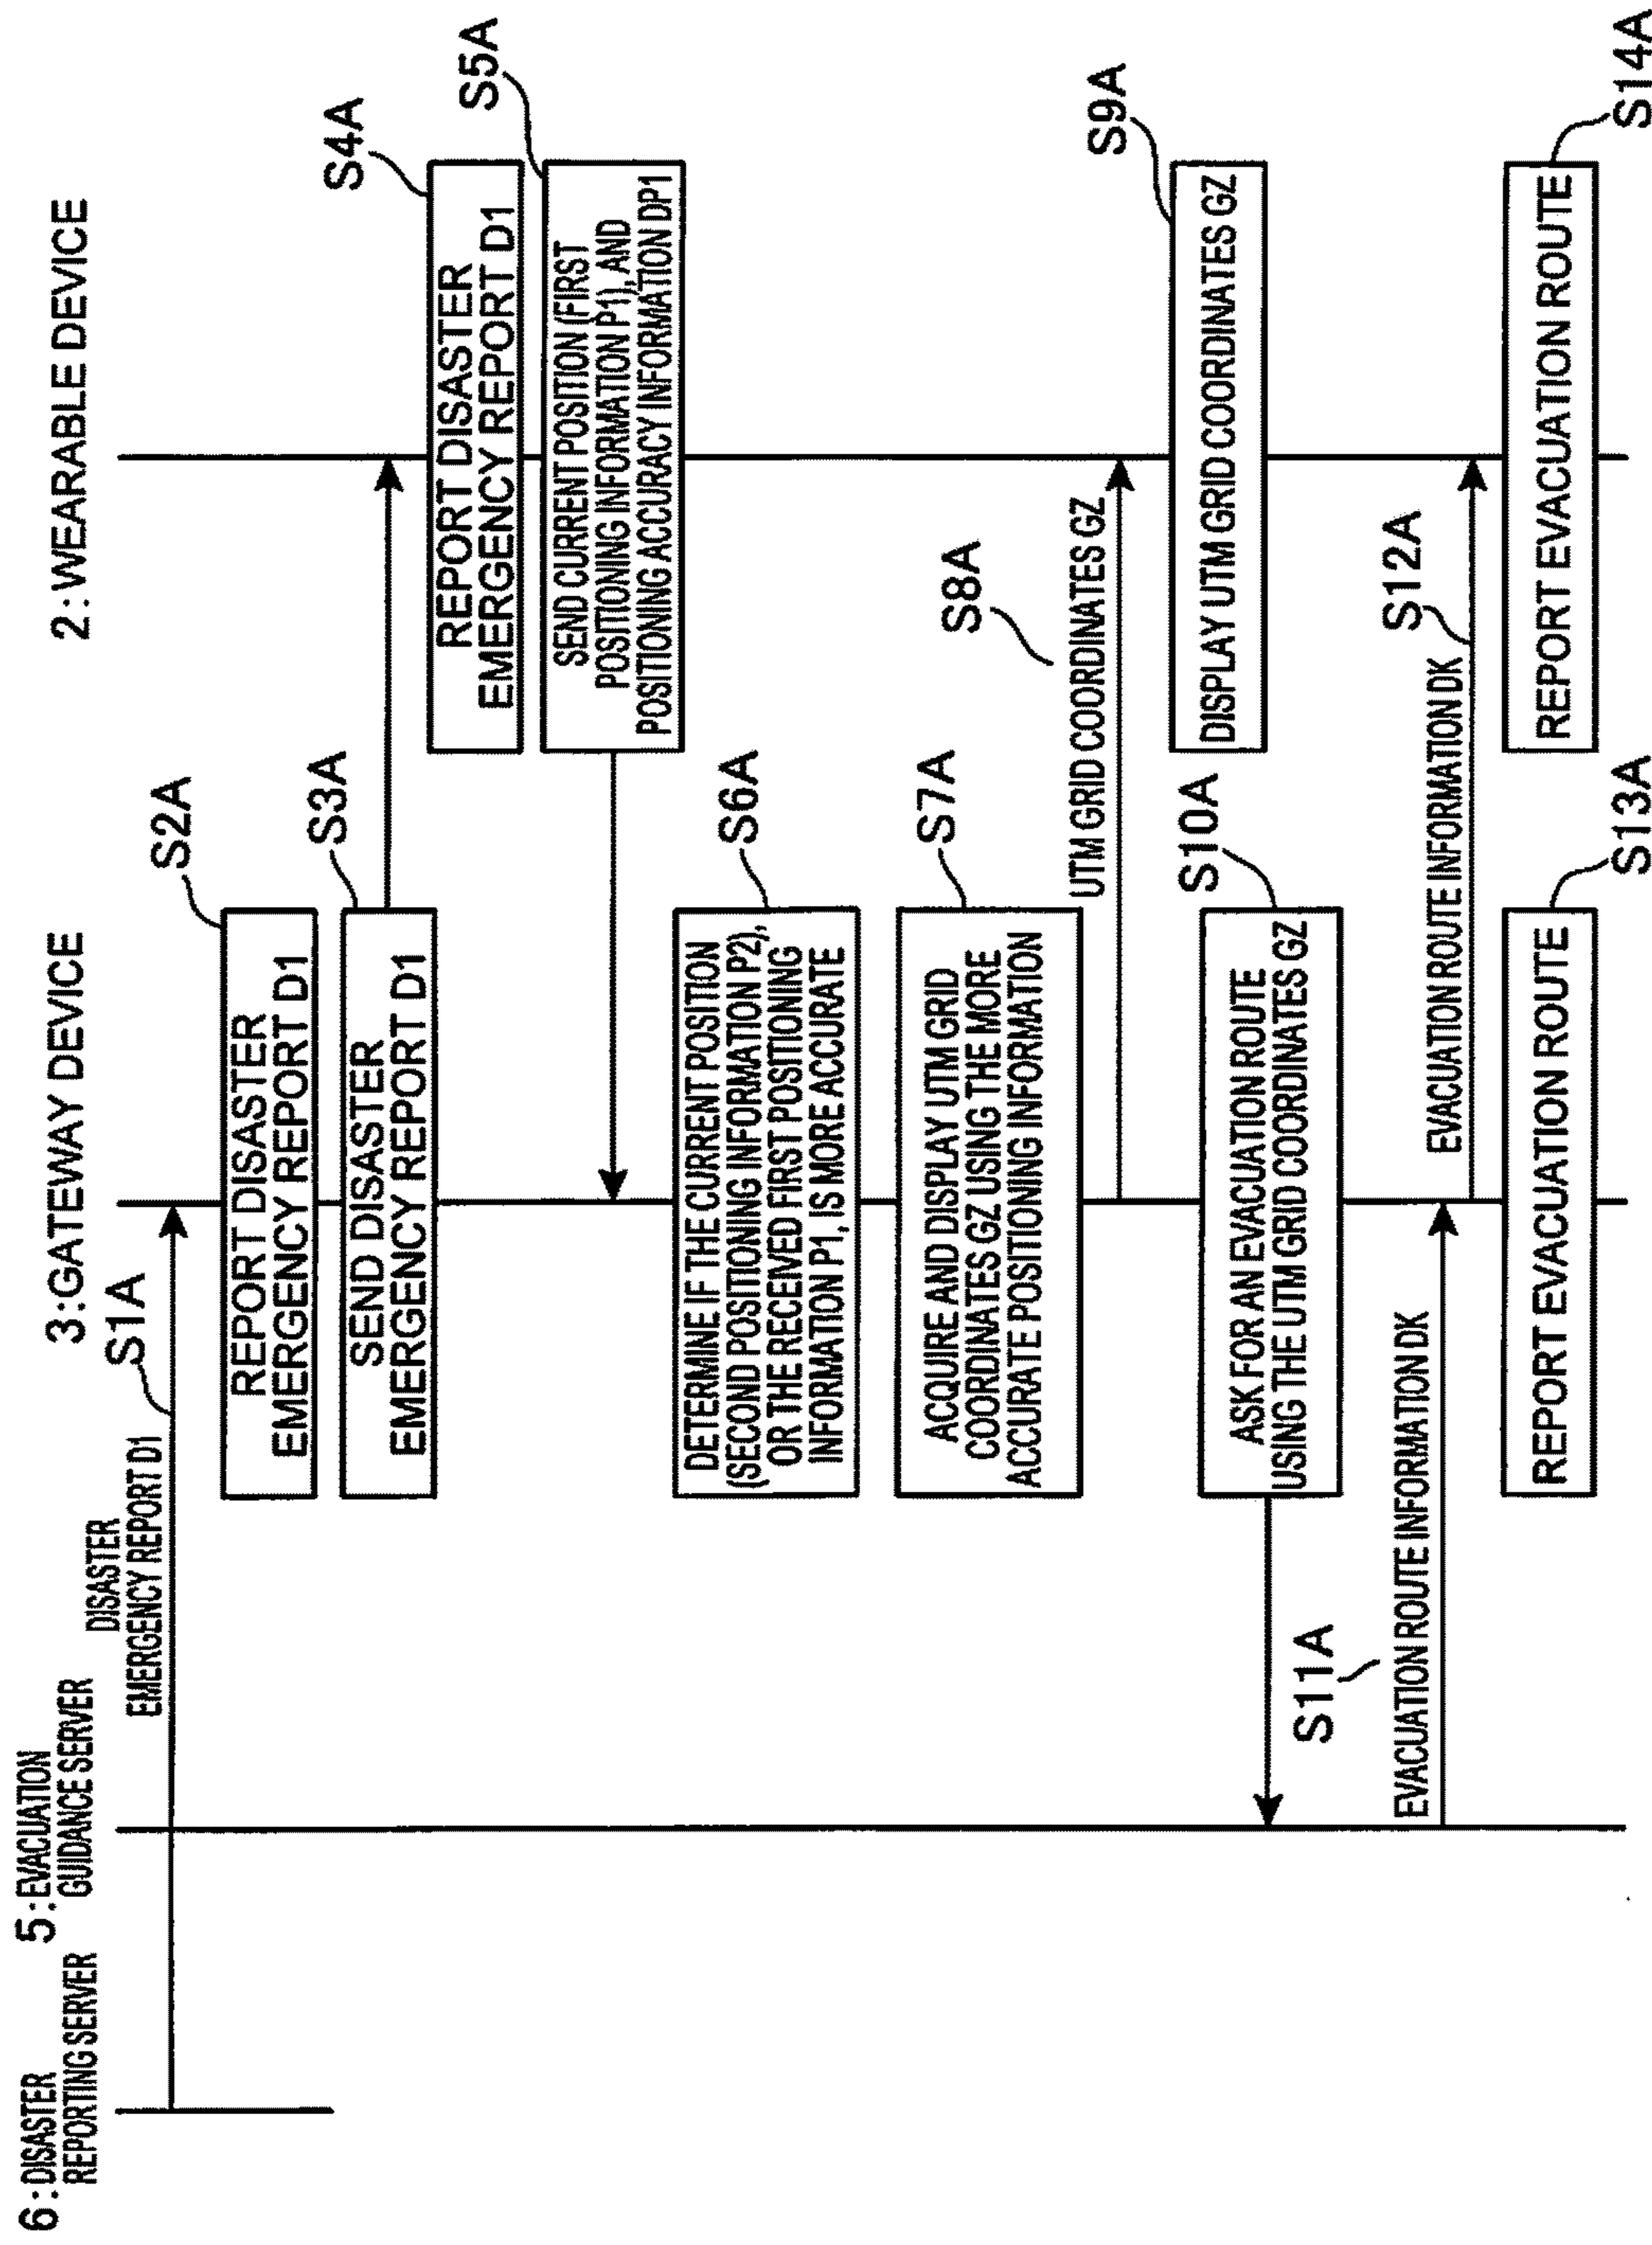 6:DISASTER
REPORTING SERVER
5:EVACUATION
GUIDANCE SERVER
3:GATEWAY DEVICE
2:WEARABLE DEVICE
DISASTER
EMERGENCY REPORT D1
S1A
REPORT DISASTER
EMERGENCY REPORT D1
S2A
SEND DISASTER
EMERGENCY REPORT D1
S3A
REPORT DISASTER
EMERGENCY REPORT D1
S4A
SEND CURRENT POSITION (FIRST
POSITIONING INFORMATION P1), AND
POSITIONING ACCURACY INFORMATION DP1
S5A
DETERMINE IF THE CURRENT POSITION
(SECOND POSITIONING INFORMATION P2),
OR THE RECEIVED FIRST POSITIONING
INFORMATION P1, IS MORE ACCURATE
S6A
ACQUIRE AND DISPLAY UTM GRID
COORDINATES GZ USING THE MORE
ACCURATE POSITIONING INFORMATION
S7A
UTM GRID COORDINATES GZ
S8A
DISPLAY UTM GRID COORDINATES GZ
S9A
ASK FOR AN EVACUATION ROUTE
USING THE UTM GRID COORDINATES GZ
S10A
S11A
EVACUATION ROUTE INFORMATION DK
EVACUATION ROUTE INFORMATION DK
S12A
REPORT EVACUATION ROUTE
S13A
REPORT EVACUATION ROUTE
S14A